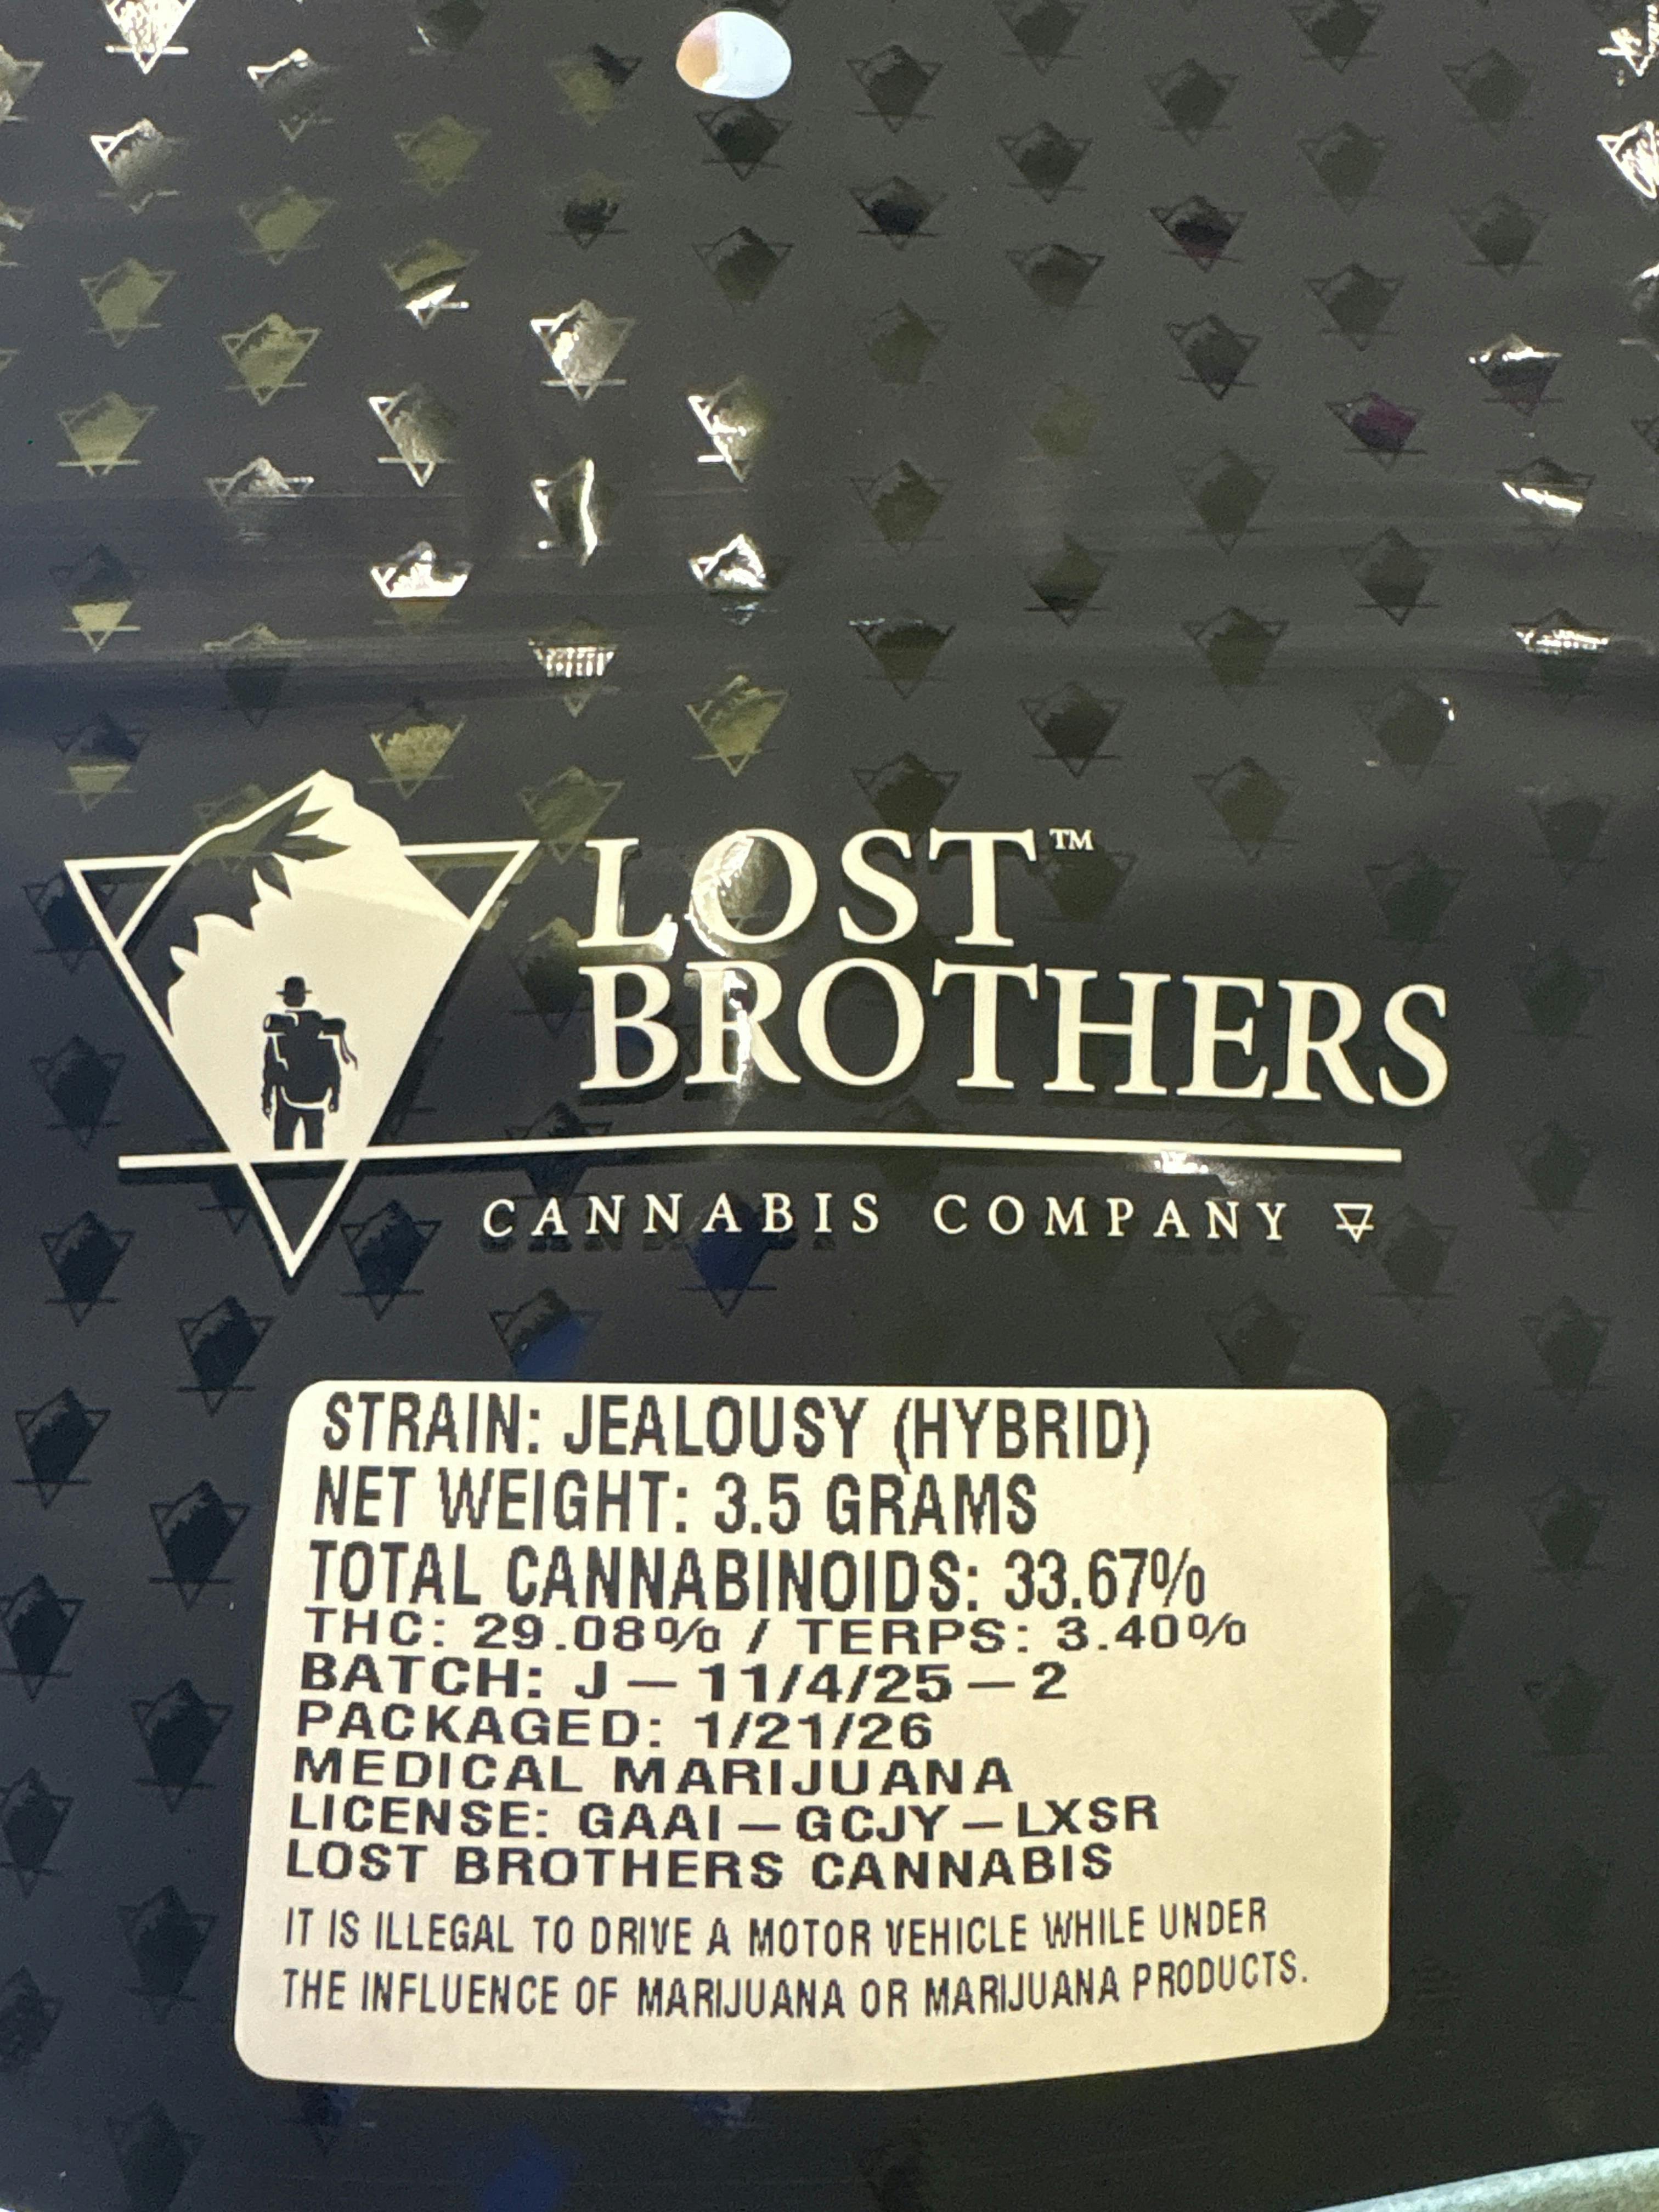 LOST™
BROTHERS
CANNABIS COMPANY
STRAIN: JEALOUSY (HYBRID)
NET WEIGHT: 3.5 GRAMS
TOTAL CANNABINOIDS: 33.67%
THC: 29.08% / TERPS: 3.40%
BATCH: J - 11/4/25 - 2
PACKAGED: 1/21/26
MEDICAL MARIJUANA
LICENSE: GAAI - GCJY - LXSR
LOST BROTHERS CANNABIS
IT IS ILLEGAL TO DRIVE A MOTOR VEHICLE WHILE UNDER
THE INFLUENCE OF MARIJUANA OR MARIJUANA PRODUCTS.